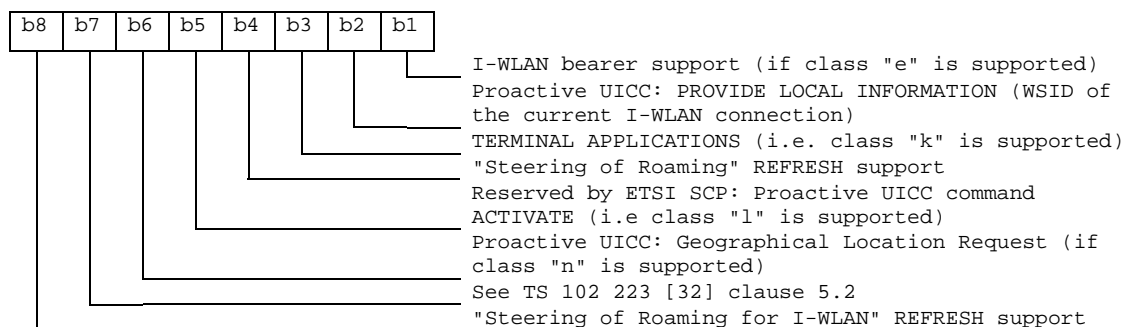 b8 b7 b6 b5 b4 b3 b2 b1
I-WLAN bearer support (if class "e" is supported)
Proactive UICC: PROVIDE LOCAL INFORMATION (WSID of
the current I-WLAN connection)
TERMINAL APPLICATIONS (i.e. class "k" is supported)
"Steering of Roaming" REFRESH support
Reserved by ETSI SCP: Proactive UICC command
ACTIVATE (i.e class "l" is supported)
Proactive UICC: Geographical Location Request (if
class "n" is supported)
See TS 102 223 [32] clause 5.2
"Steering of Roaming for I-WLAN" REFRESH support